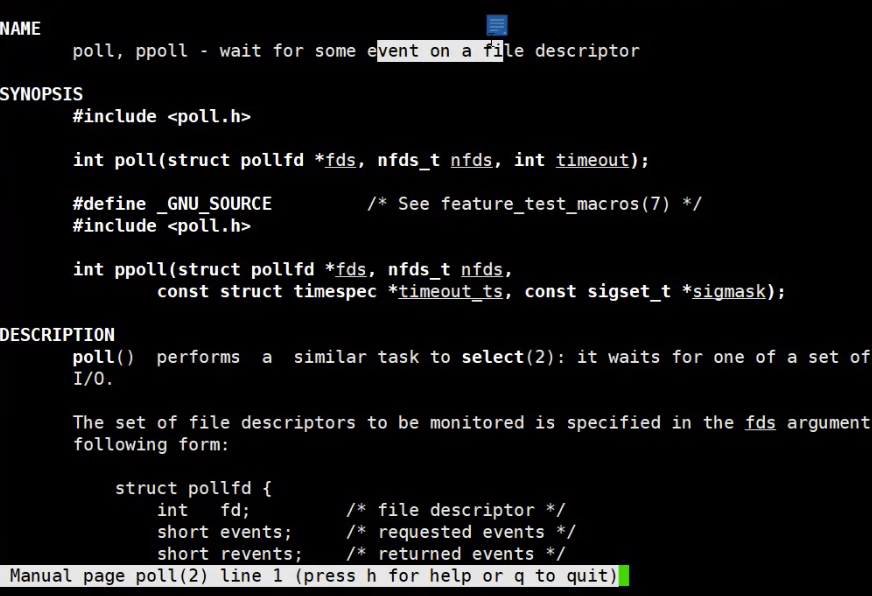 NAME
poll, ppoll - wait for some event on a file descriptor
SYNOPSIS
#include <poll.h>
int poll(struct pollfd *fds, nfds_t nfds, int timeout);
#define _GNU_SOURCE         /* See feature_test_macros(7) */
#include <poll.h>
int ppoll(struct pollfd *fds, nfds_t nfds,
        const struct timespec *timeout_ts, const sigset_t *sigmask);
DESCRIPTION
poll()  performs  a  similar task to select(2): it waits for one of a set of
I/O.
The set of file descriptors to be monitored is specified in the fds argument
following form:
struct pollfd {
    int   fd;         /* file descriptor */
    short events;     /* requested events */
    short revents;    /* returned events */
Manual page poll(2) line 1 (press h for help or q to quit)